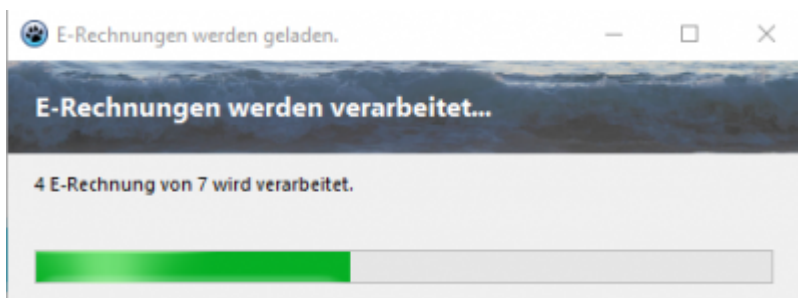 E-Rechnungen werden geladen.
E-Rechnungen werden verarbeitet...
4 E-Rechnung von 7 wird verarbeitet.